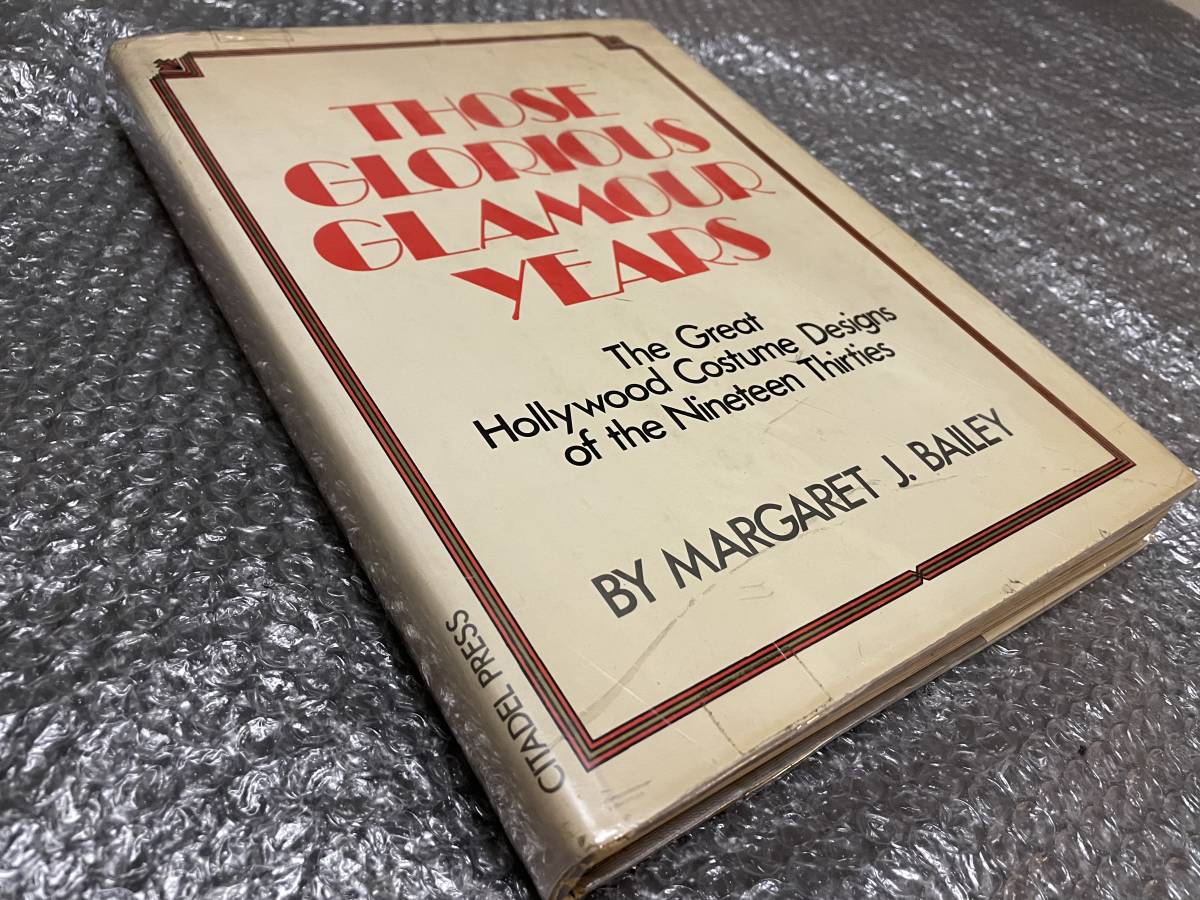 THOSE
GLORIOUS
GLAMOUR
YEARS
The Great
Hollywood Costume Designs
of the Nineteen Thirties
BY MARGARET J. BAILEY
CITADEL PRESS